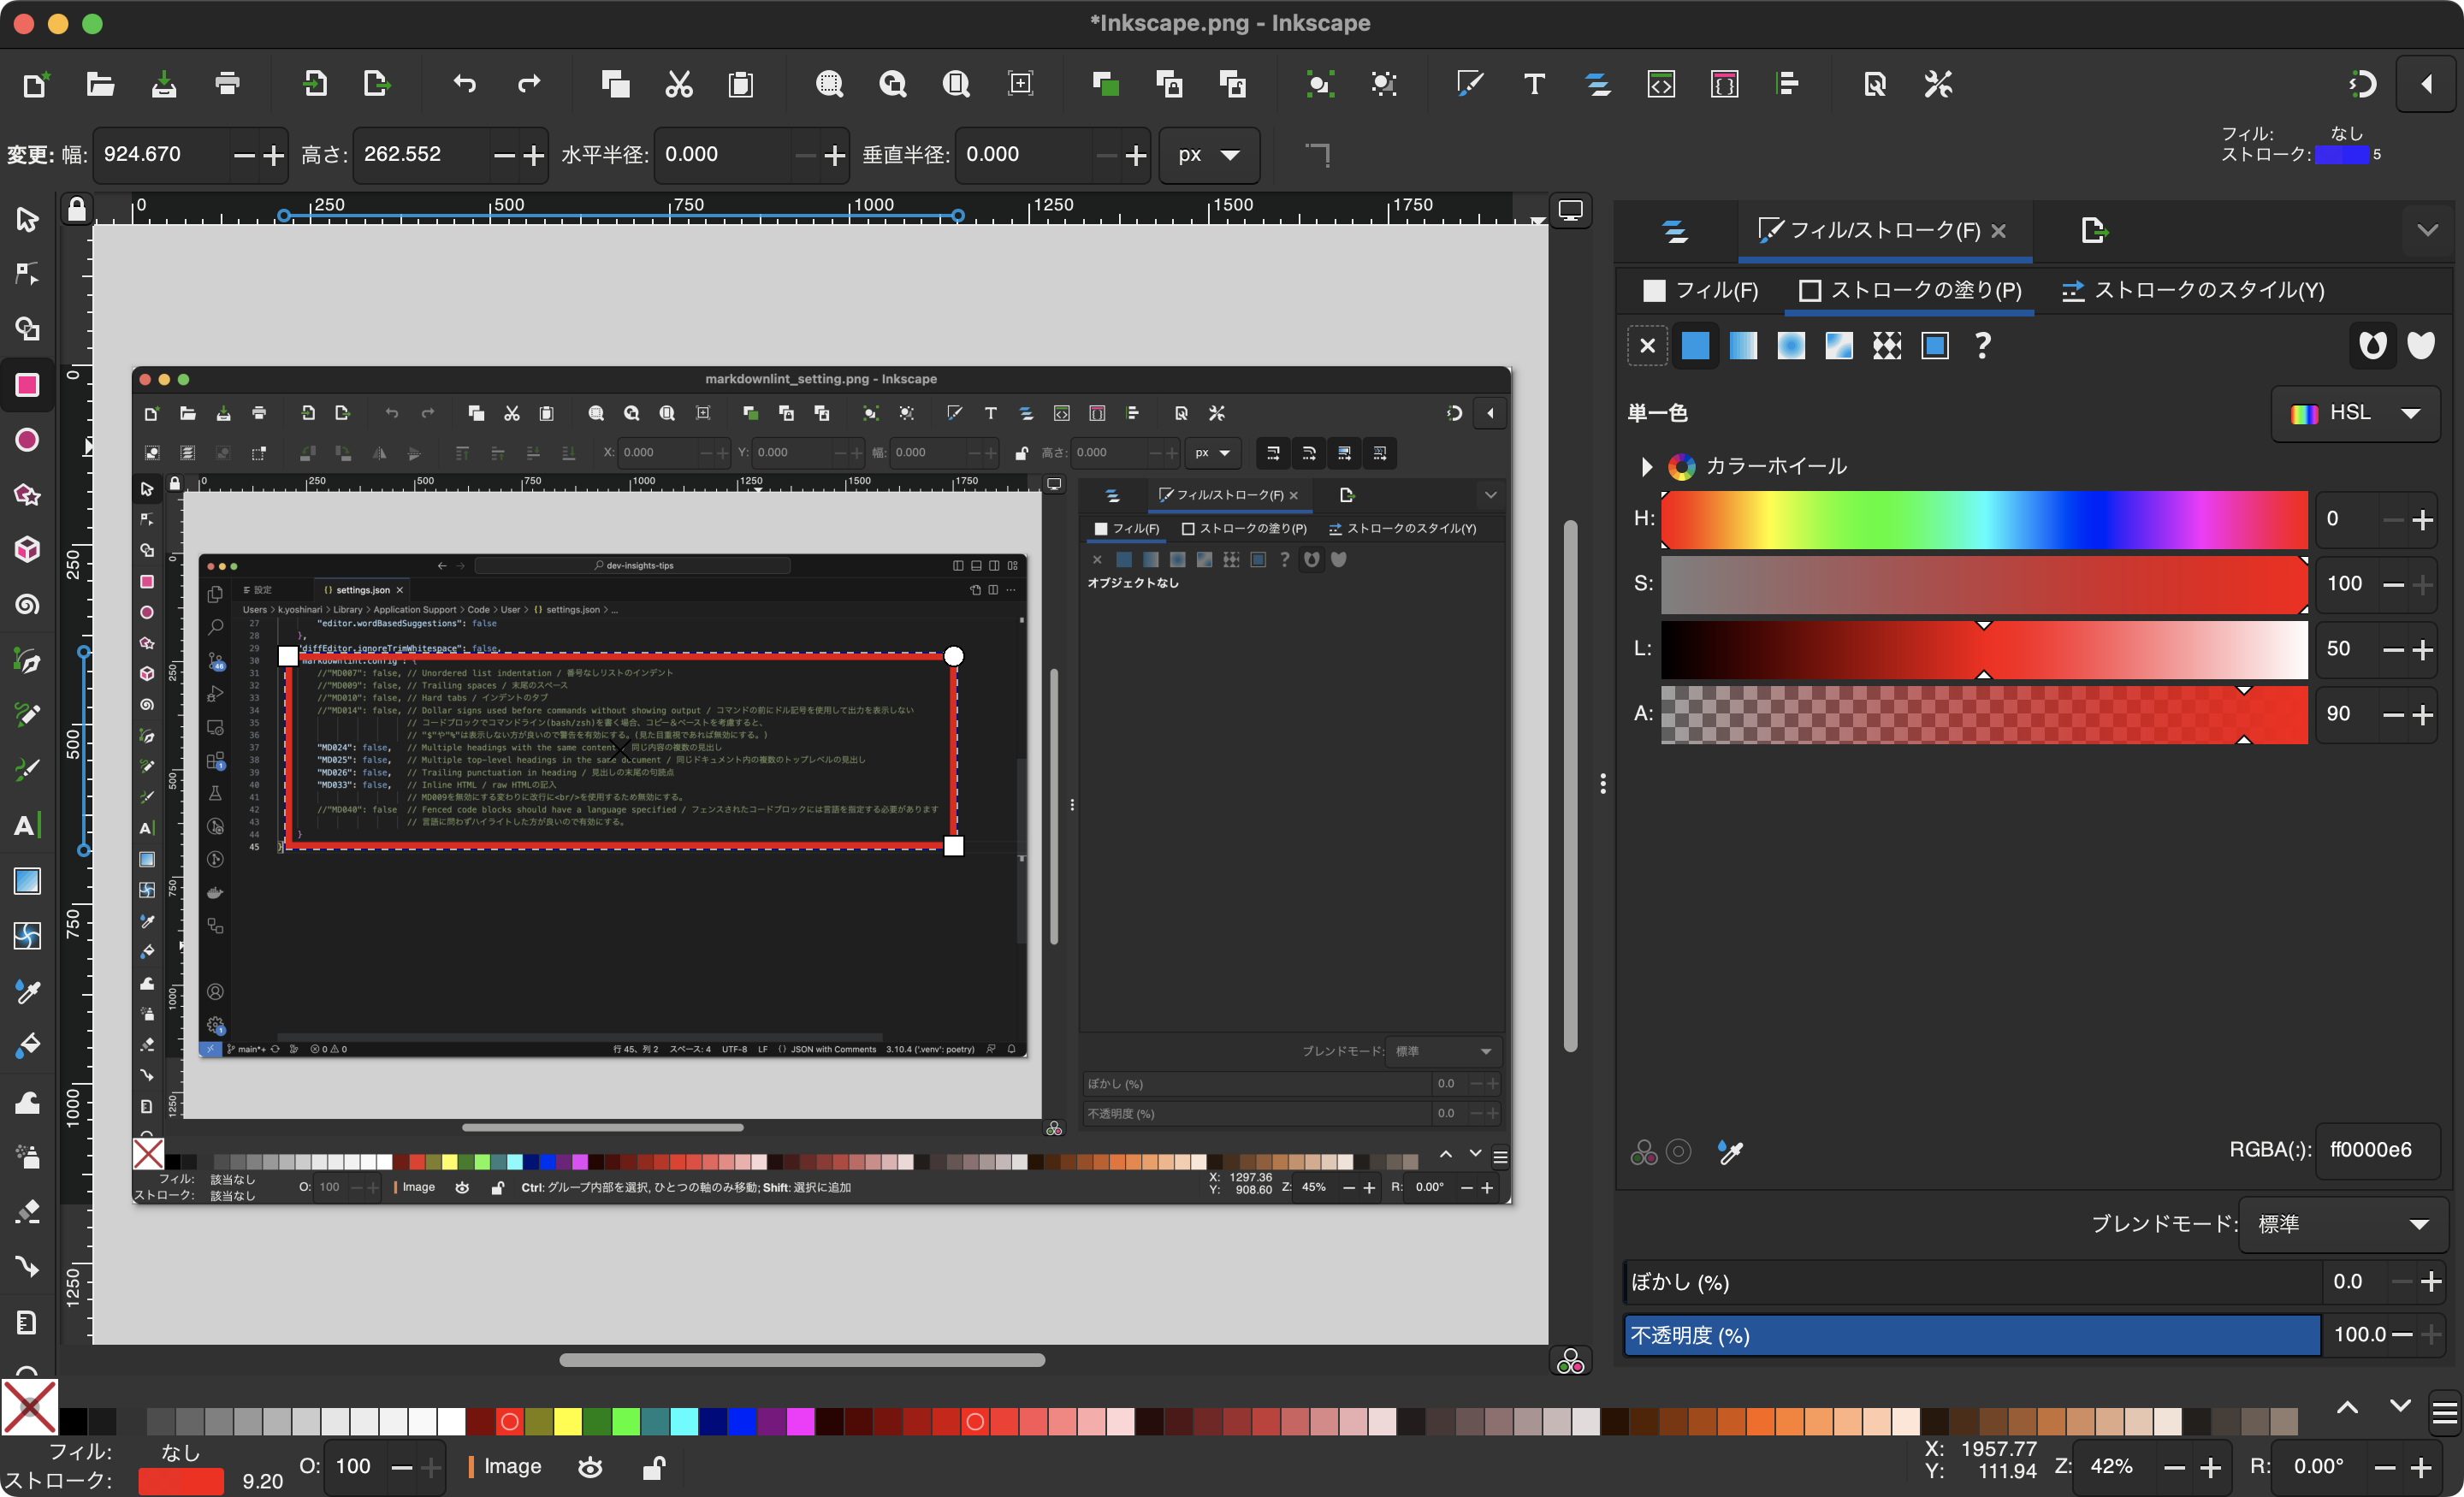 *Inkscape.png - Inkscape
変更: 幅: 924.670 高さ: 262.552 水平半径: 0.000 垂直半径: 0.000 px
フィル: なし
ストローク: 5
0 250 500 750 1000 1250 1500 1750
0 250 500 750 1000 1250
フィル/ストローク(F)
フィル(F) ストロークの塗り(P) ストロークのスタイル(Y)
?
単一色 HSL
カラーホイール
H: 0
S: 100
L: 50
A: 90
RGBA(:): ff0000e6
ブレンドモード: 標準
ぼかし (%) 0.0
不透明度 (%) 100.0
markdownlint_setting.png - Inkscape
X: 0.000 Y: 0.000 幅: 0.000 高さ: 0.000 px
0 250 500 750 1000 1250 1500 1750
0 250 500 750 1000 1250
フィル/ストローク(F)
フィル(F) ストロークの塗り(P) ストロークのスタイル(Y)
?
オブジェクトなし
dev-insights-tips
設定 {} settings.json
Users > k.yoshinari > Library > Application Support > Code > User > {} settings.json > ...
27 "editor.wordBasedSuggestions": false
28 },
29 "diffEditor.ignoreTrimWhitespace": false,
30 "markdownlint.config": {
31 //"MD007": false, // Unordered list indentation / 番号なしリストのインデント
32 //"MD009": false, // Trailing spaces / 末尾のスペース
33 //"MD010": false, // Hard tabs / インデントのタブ
34 //"MD014": false, // Dollar signs used before commands without showing output / コマンドの前にドル記号を使用して出力を表示しない
35 // コードブロックでコマンドライン(bash/zsh)を書く場合、コピー&ペーストを考慮すると、
36 // "$"や"%"は表示しない方が良いので警告を有効にする。(見た目重視であれば無効にする。)
37 "MD024": false, // Multiple headings with the same content 同じ内容の複数の見出し
38 "MD025": false, // Multiple top-level headings in the same document / 同じドキュメント内の複数のトップレベルの見出し
39 "MD026": false, // Trailing punctuation in heading / 見出しの末尾の句読点
40 "MD033": false, // Inline HTML / raw HTMLの記入
41 // MD009を無効にする変わりに改行に<br/>を使用するため無効にする。
42 //"MD040": false // Fenced code blocks should have a language specified / フェンスされたコードブロックには言語を指定する必要があります
43 // 言語に問わずハイライトした方が良いので有効にする。
44 }
45 }
46
1
1
main*+ 0 0 行 45、列 2 スペース: 4 UTF-8 LF {} JSON with Comments 3.10.4 ('.venv': poetry)
ブレンドモード: 標準
ぼかし (%) 0.0
不透明度 (%) 0.0
フィル: 該当なし
ストローク: 該当なし
O: 100 Image Ctrl: グループ内部を選択, ひとつの軸のみ移動; Shift: 選択に追加
X: 1297.36
Y: 908.60
Z: 45% R: 0.00°
フィル: なし
ストローク: 9.20
O: 100 Image
X: 1957.77
Y: 111.94
Z: 42% R: 0.00°